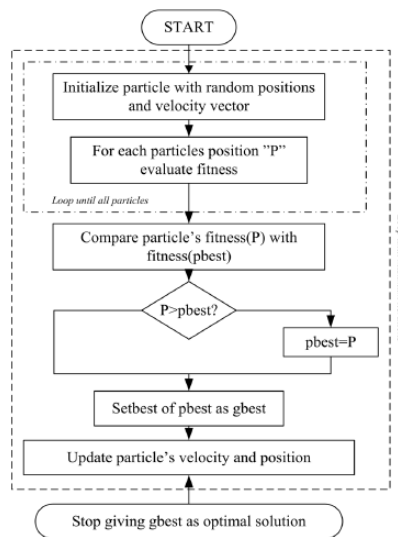 START
Initialize particle with random positions
and velocity vector
For each particles position "P"
evaluate fitness
Loop until all particles
Compare particle's fitness(P) with
fitness(pbest)
P>pbest?
pbest=P
Setbest of pbest as gbest
Update particle's velocity and position
Stop giving gbest as optimal solution